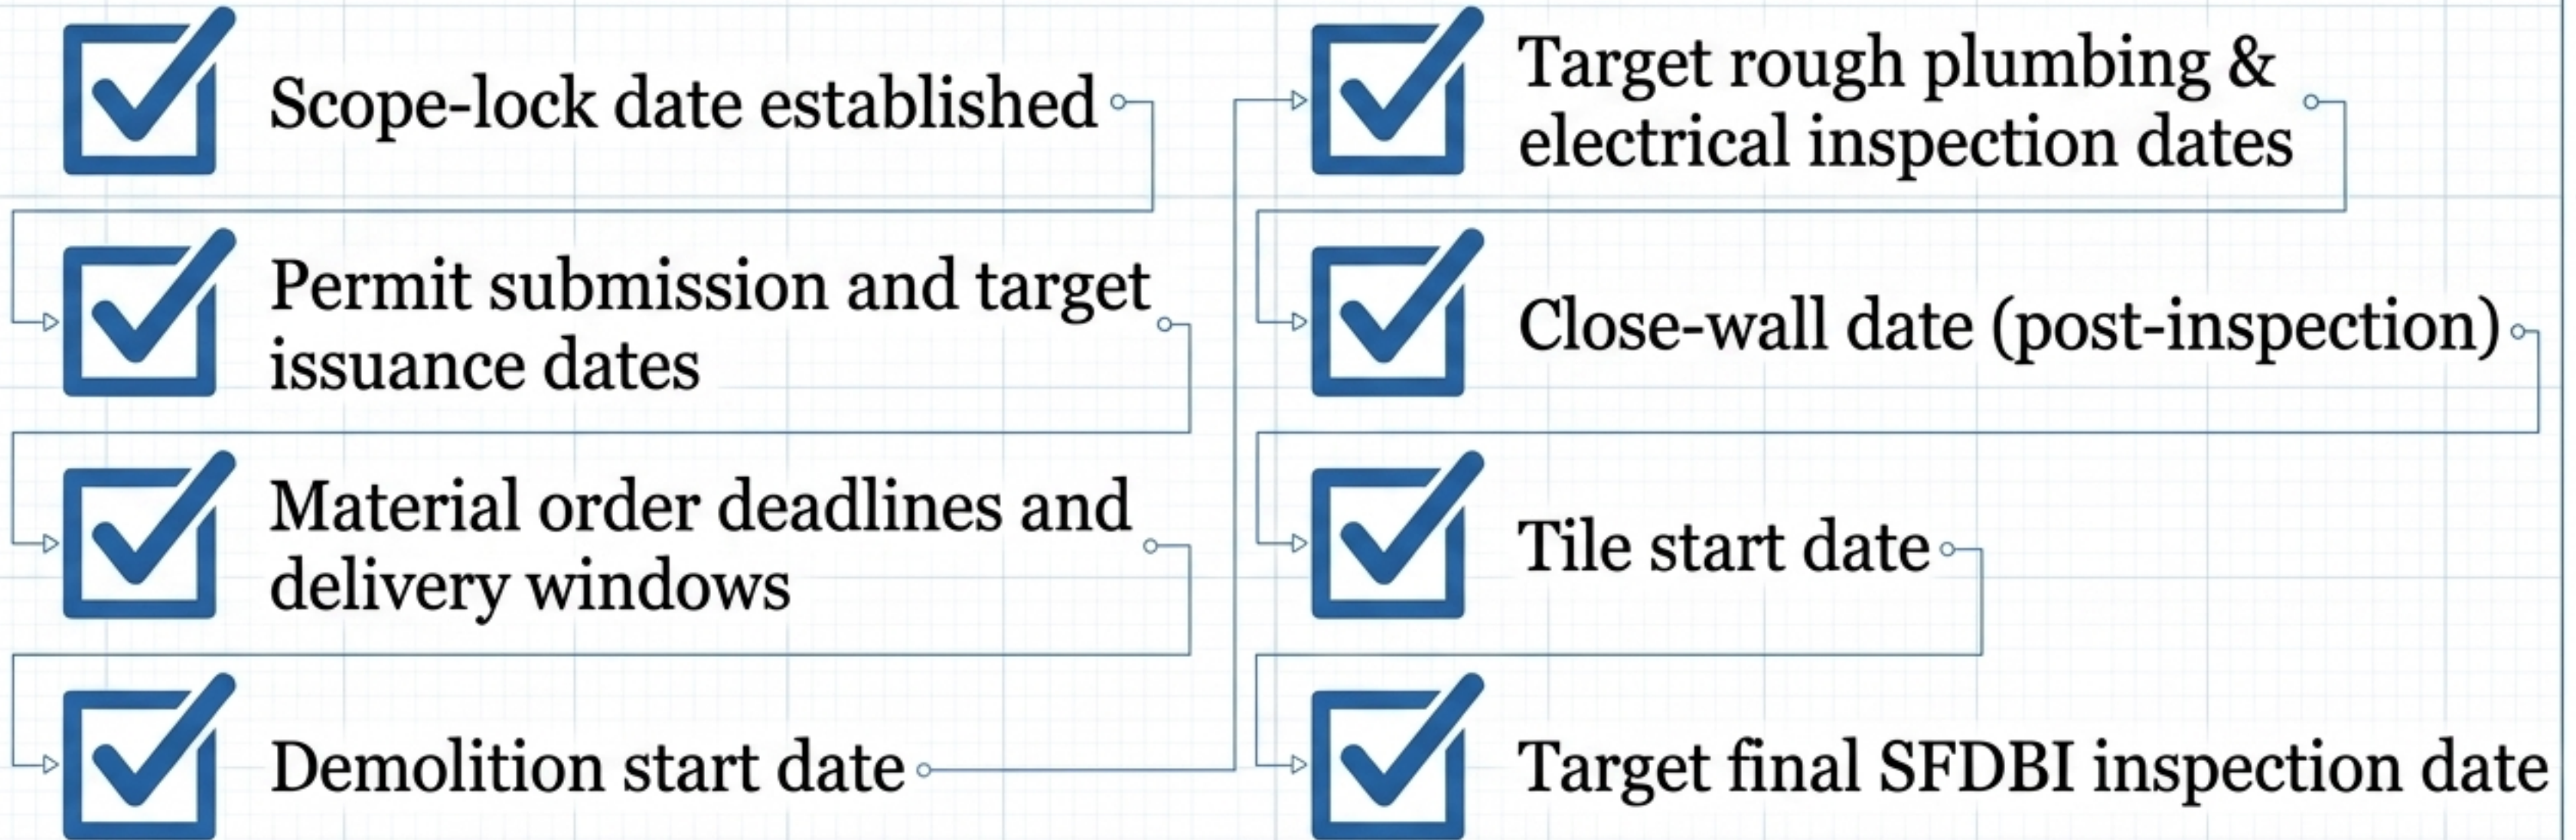 Scope-lock date established
Permit submission and target
issuance dates
Material order deadlines and
delivery windows
Demolition start date
Target rough plumbing &
electrical inspection dates
Close-wall date (post-inspection)
Tile start date
Target final SFDBI inspection date